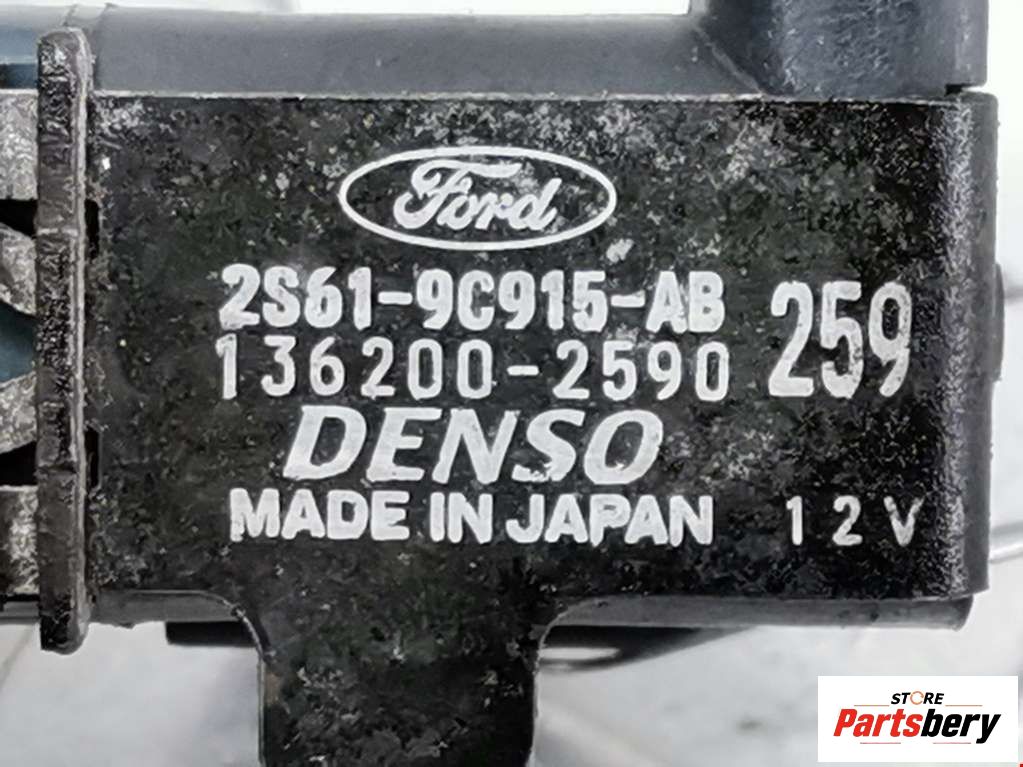 Ford
2S61-9C915-AB
259
136200-2590
DENSO
MADE IN JAPAN
12V
STORE
Partsbery